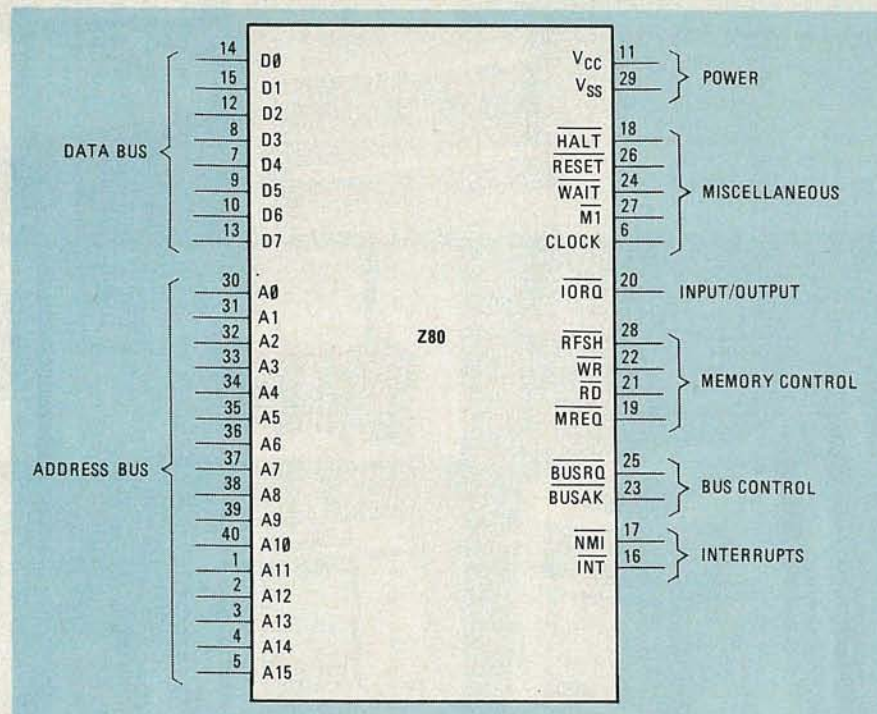 14 D0
15 D1
12 D2
8 D3
7 D4
9 D5
10 D6
13 D7
DATA BUS
30 A0
31 A1
32 A2
33 A3
34 A4
35 A5
36 A6
37 A7
38 A8
39 A9
40 A10
1 A11
2 A12
3 A13
4 A14
5 A15
ADDRESS BUS
Z80
VCC 11
VSS 29
POWER
HALT 18
RESET 26
WAIT 24
M1 27
CLOCK 6
MISCELLANEOUS
IORQ 20 INPUT/OUTPUT
RFSH 28
WR 22
RD 21
MREQ 19
MEMORY CONTROL
BUSRQ 25
BUSAK 23
BUS CONTROL
NMI 17
INT 16
INTERRUPTS